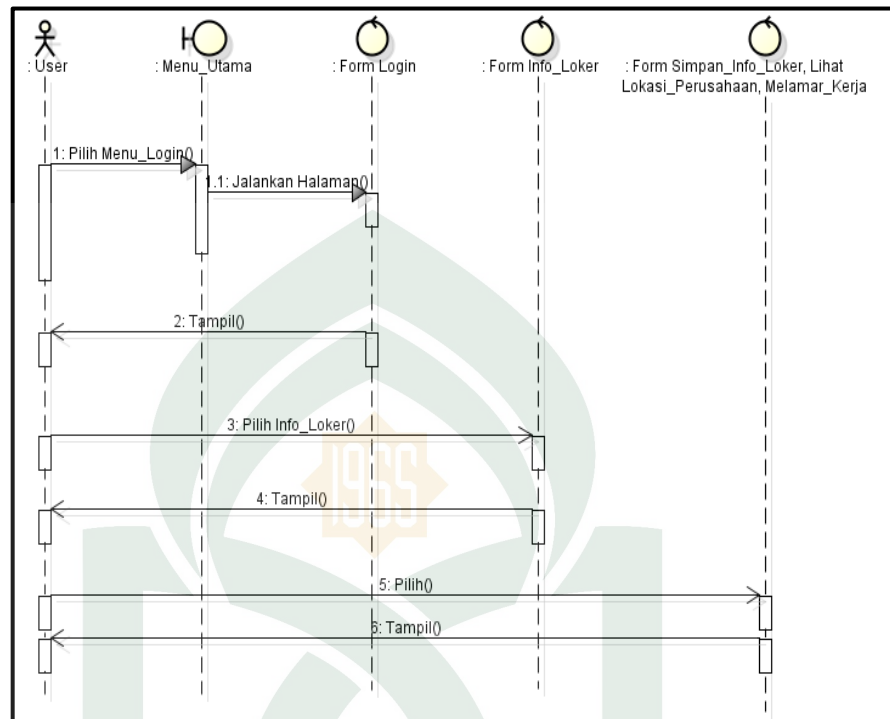 : User
: Menu_Utama
: Form Login
: Form Info_Loker
: Form Simpan_Info_Loker, Lihat
Lokasi_Perusahaan, Melamar_Kerja
1: Pilih Menu_Login()
1.1: Jalankan Halaman()
2: Tampil()
3: Pilih Info_Loker()
4: Tampil()
1965
5: Pilih()
6: Tampil()